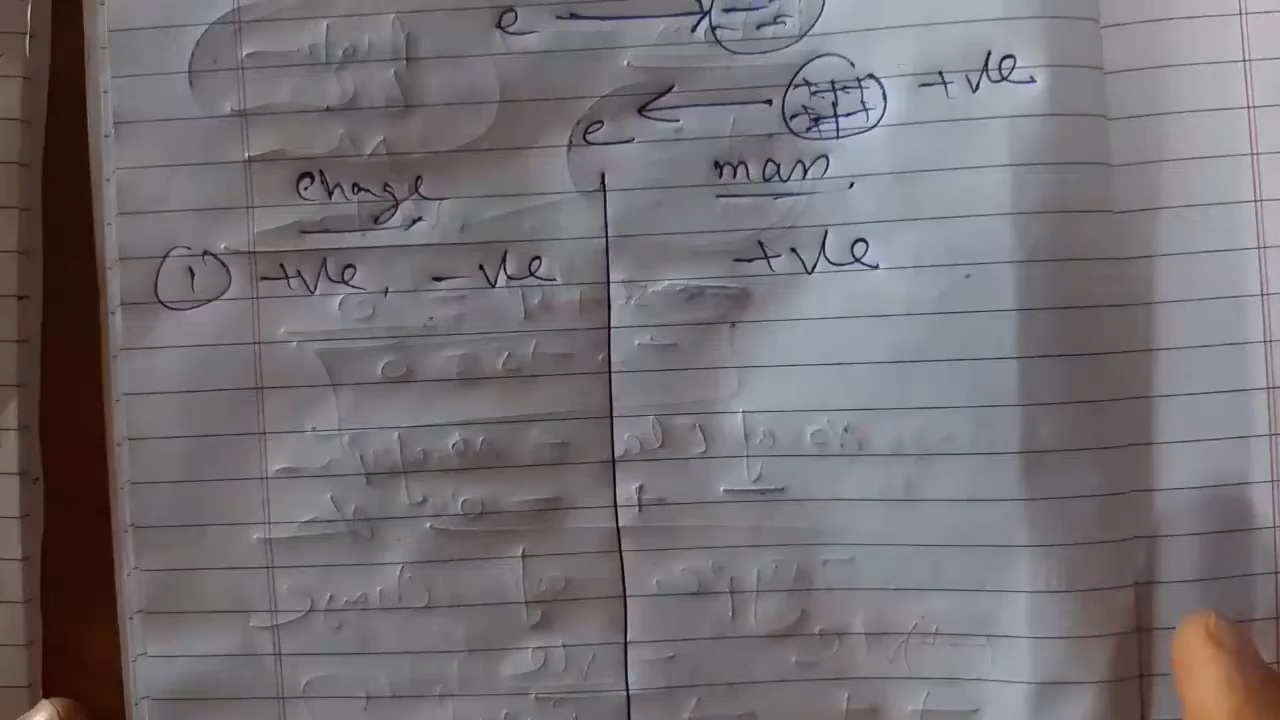 e
e +ve
charge mass.
① +ve, -ve +ve